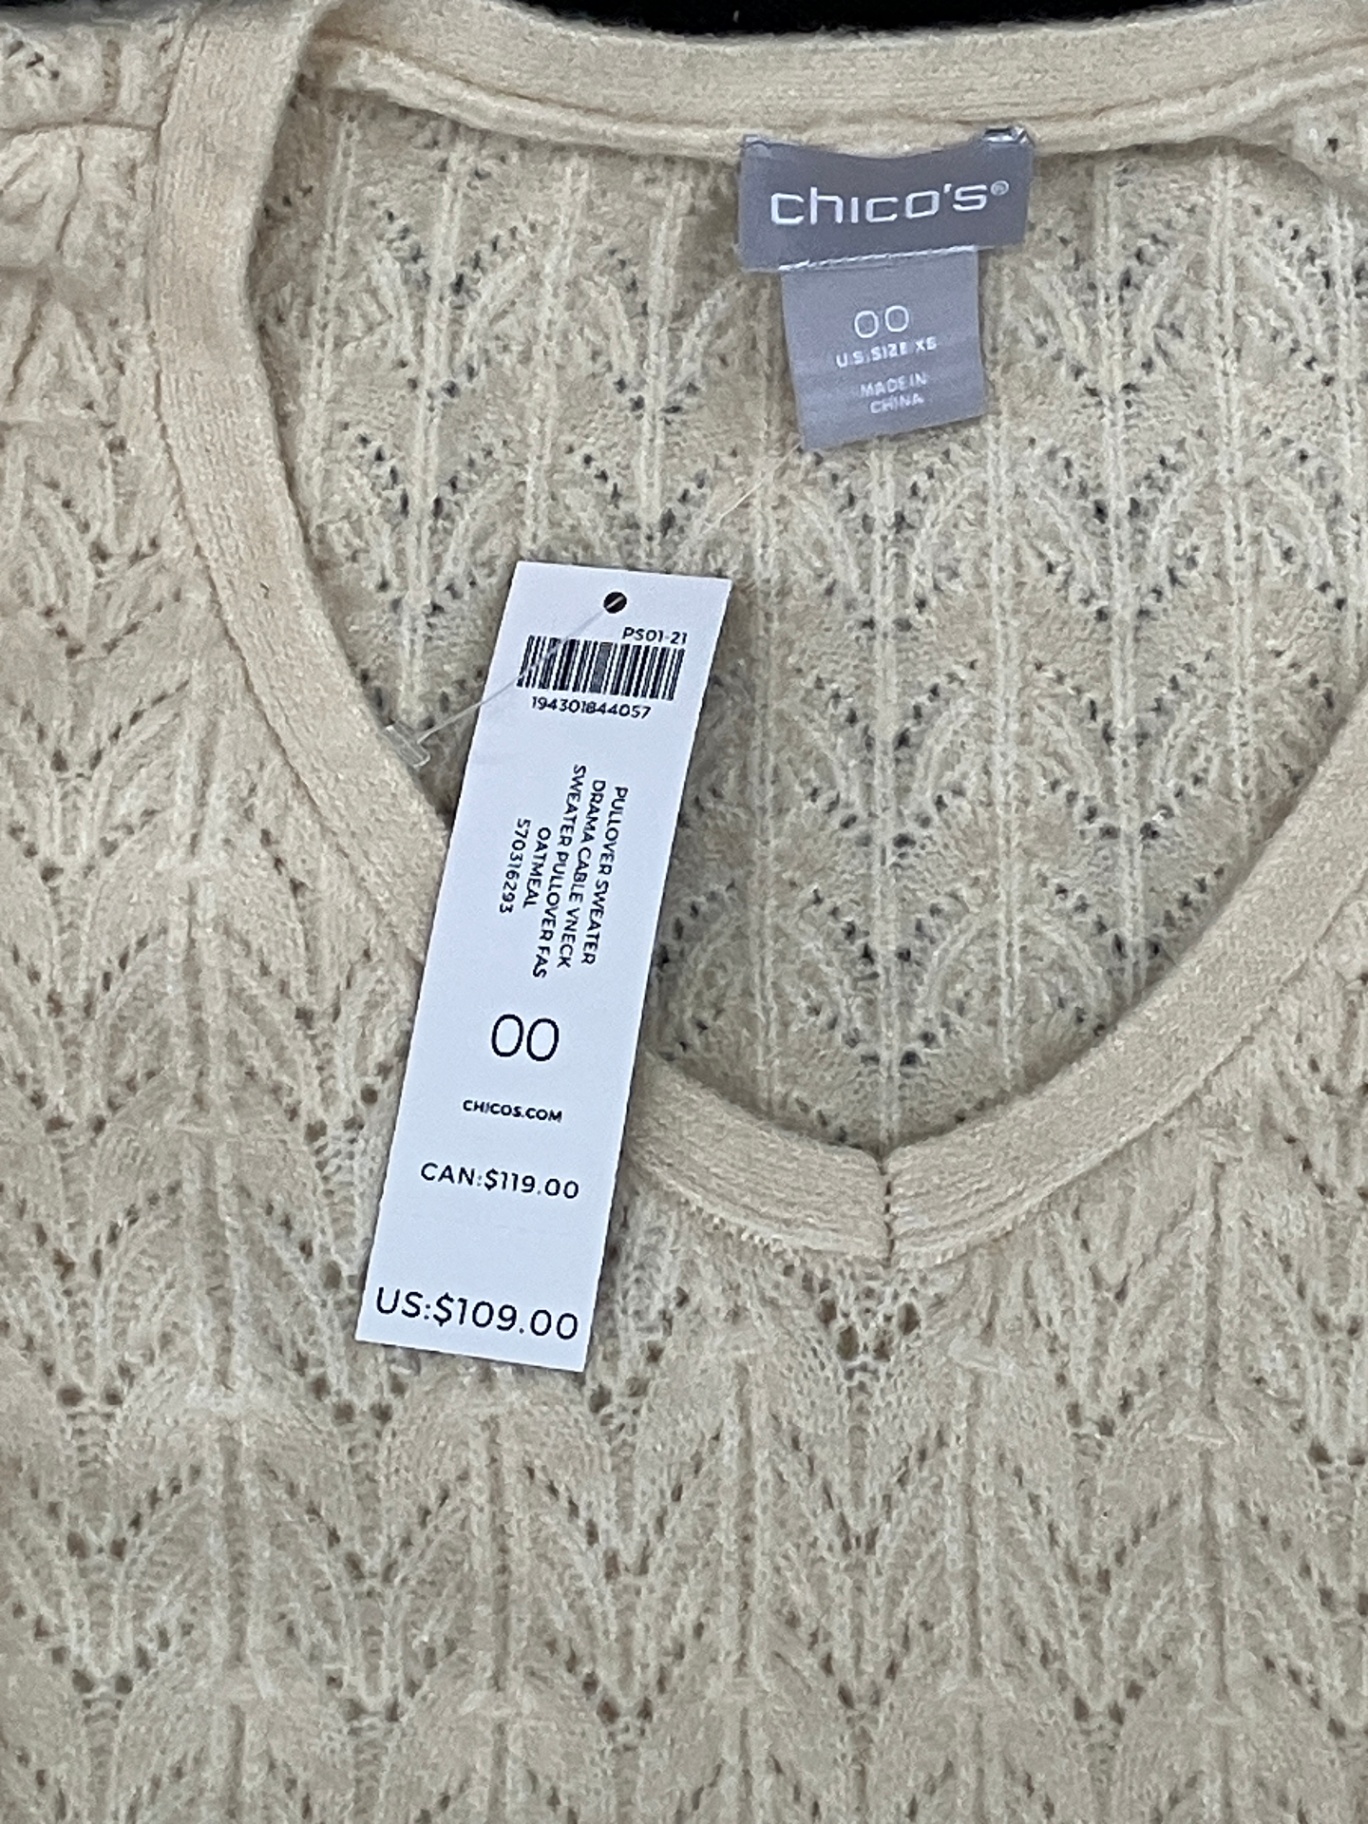 chico's®
00
U.S. SIZE XS
MADE IN
CHINA
PS01-21
194301844057
PULLOVER SWEATER
DRAMA CABLE VNECK
SWEATER PULLOVER FAS
OATMEAL
570316293
00
CHICOS.COM
CAN:$119.00
US:$109.00